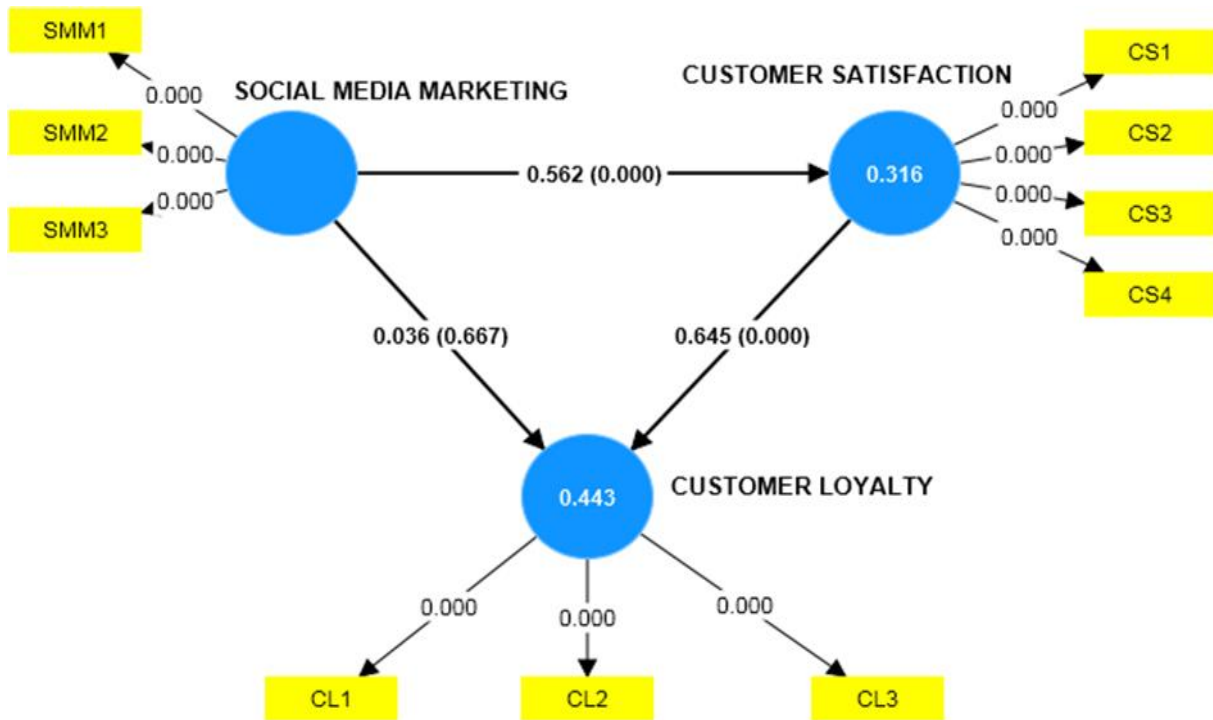 SMM1
CS1
CUSTOMER SATISFACTION
SOCIAL MEDIA MARKETING
0.000
0.000
SMM2
CS2
0.000
0.000
0.562 (0.000)
0.316
0.000
0.000
SMM3
CS3
0.000
CS4
0.036 (0.667)
0.645 (0.000)
CUSTOMER LOYALTY
0.443
0.000
0.000
0.000
CL1
CL2
CL3